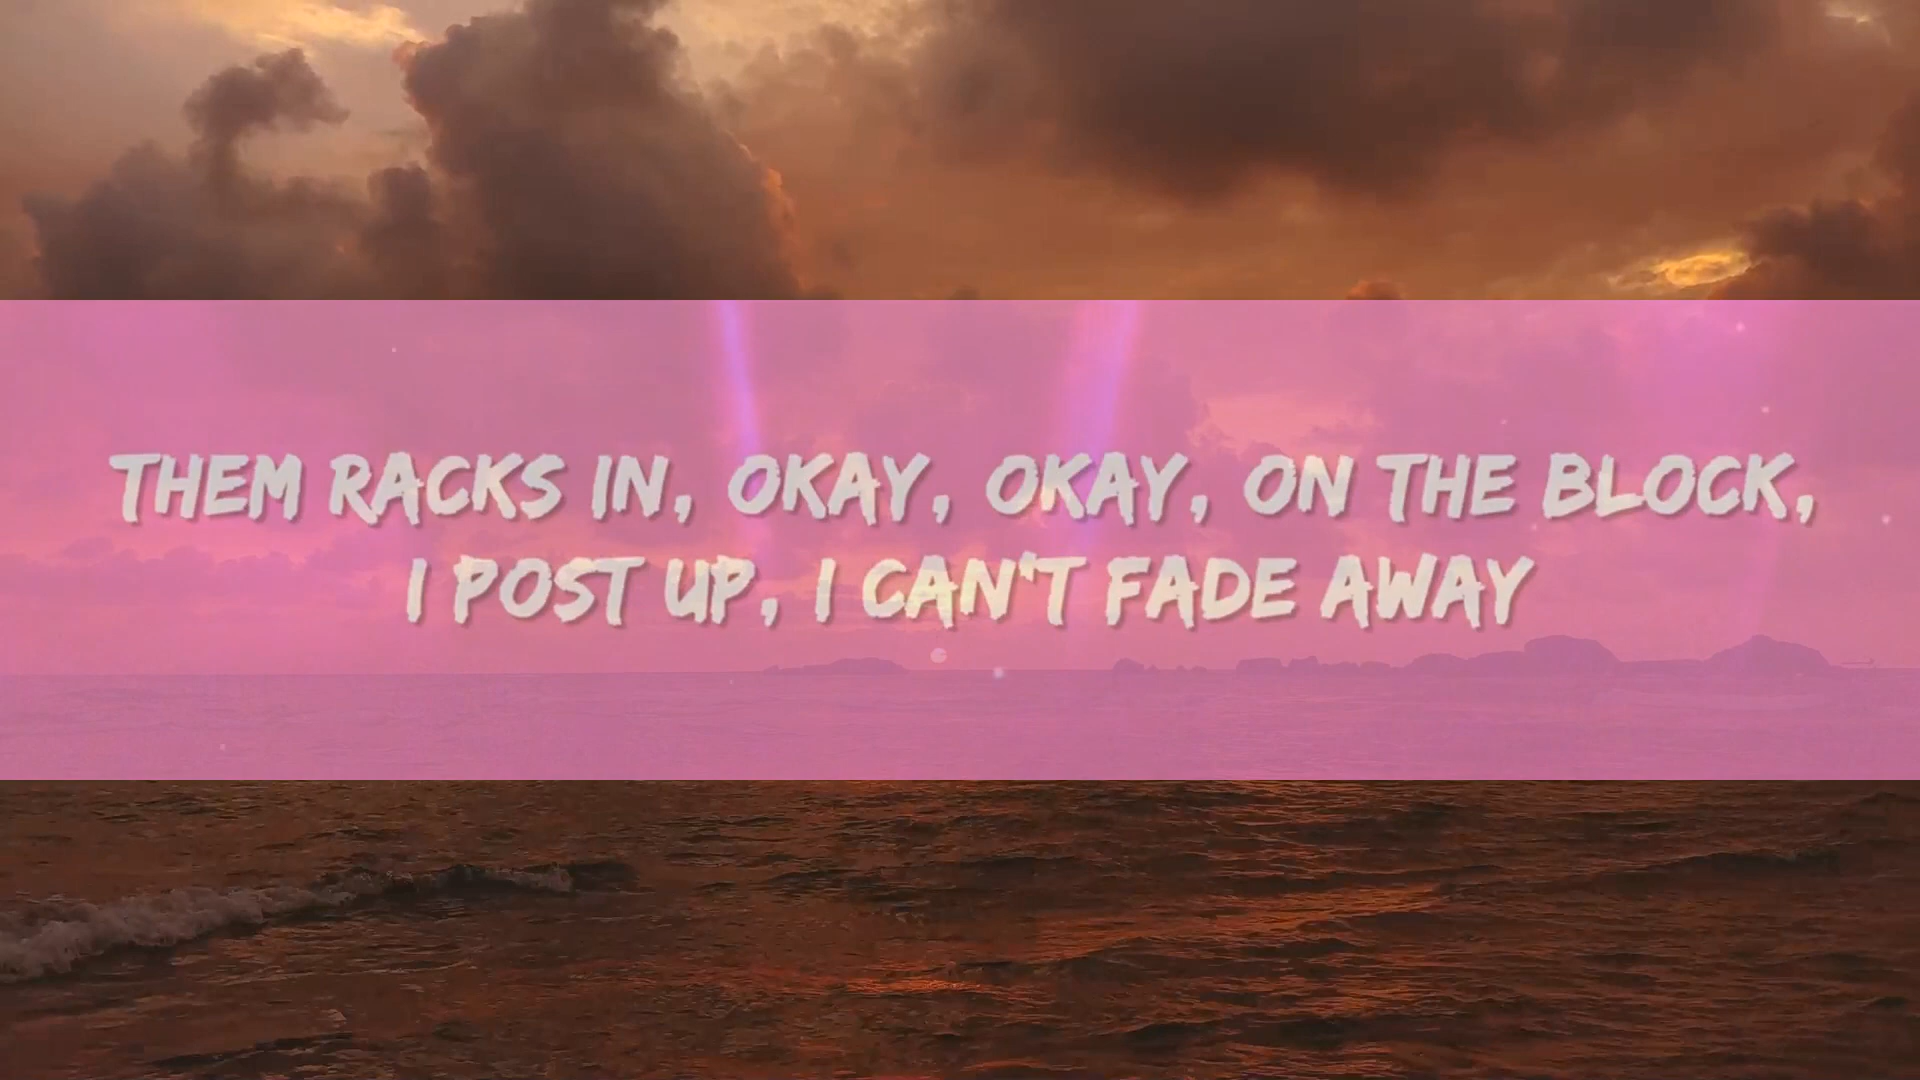 THEM RACKS IN, OKAY, OKAY, ON THE BLOCK,
I POST UP, I CAN'T FADE AWAY